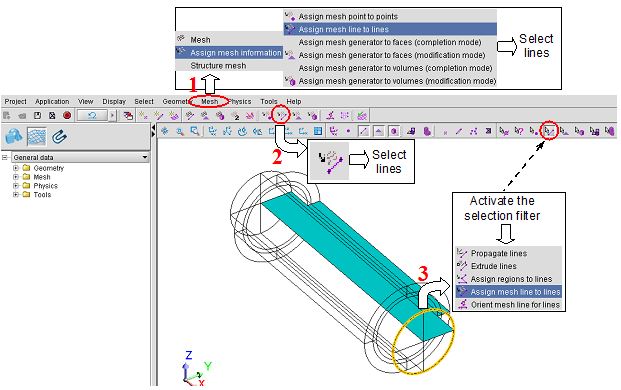 Mesh
Assign mesh information
Structure mesh
Assign mesh point to points
Assign mesh line to lines
Assign mesh generator to faces (completion mode)
Assign mesh generator to faces (modification mode)
Assign mesh generator to volumes (completion mode)
Assign mesh generator to volumes (modification mode)
Select
lines
1
Project Application View Display Select Geometry Mesh Physics Tools Help
2
Select
lines
General data
Geometry
Mesh
Physics
Tools
Activate the
selection filter
3
Propagate lines
Extrude lines
Assign regions to lines
Assign mesh line to lines
Orient mesh line for lines
Z
Y
X